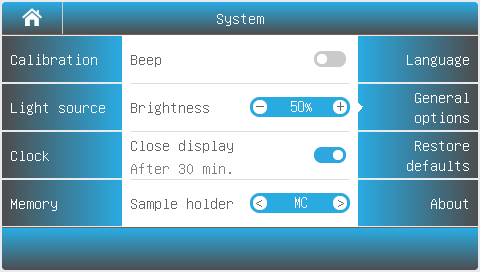 System
Calibration
Light source
Clock
Memory
Beep
Brightness
− 50% +
Close display
After 30 min.
Sample holder
< MC >
Language
General
options
Restore
defaults
About